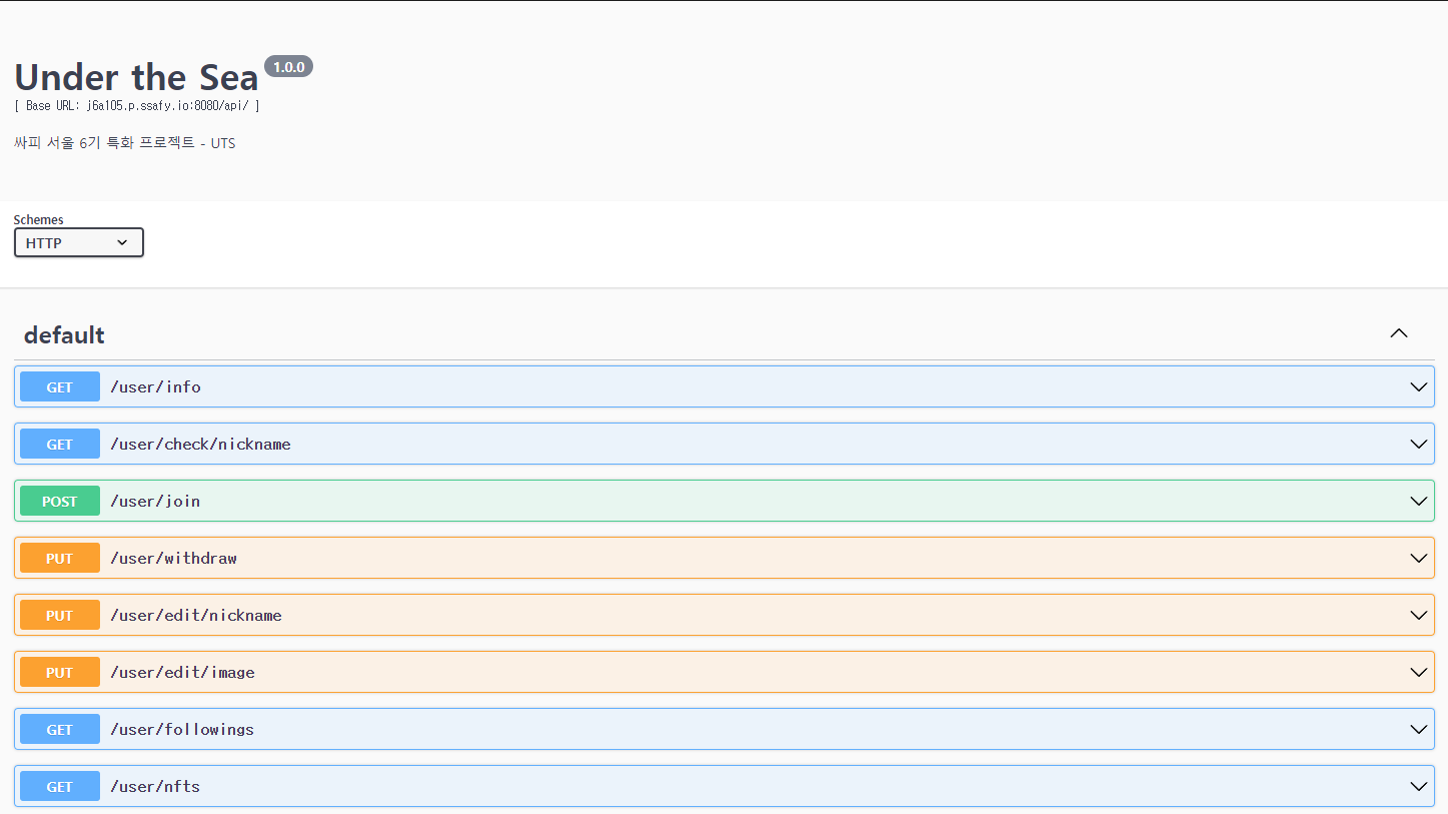 Under the Sea 1.0.0
[ Base URL: j6a105.p.ssafy.io:8080/api/ ]
싸피 서울 6기 특화 프로젝트 - UTS
Schemes
HTTP
default
GET /user/info
GET /user/check/nickname
POST /user/join
PUT /user/withdraw
PUT /user/edit/nickname
PUT /user/edit/image
GET /user/followings
GET /user/nfts